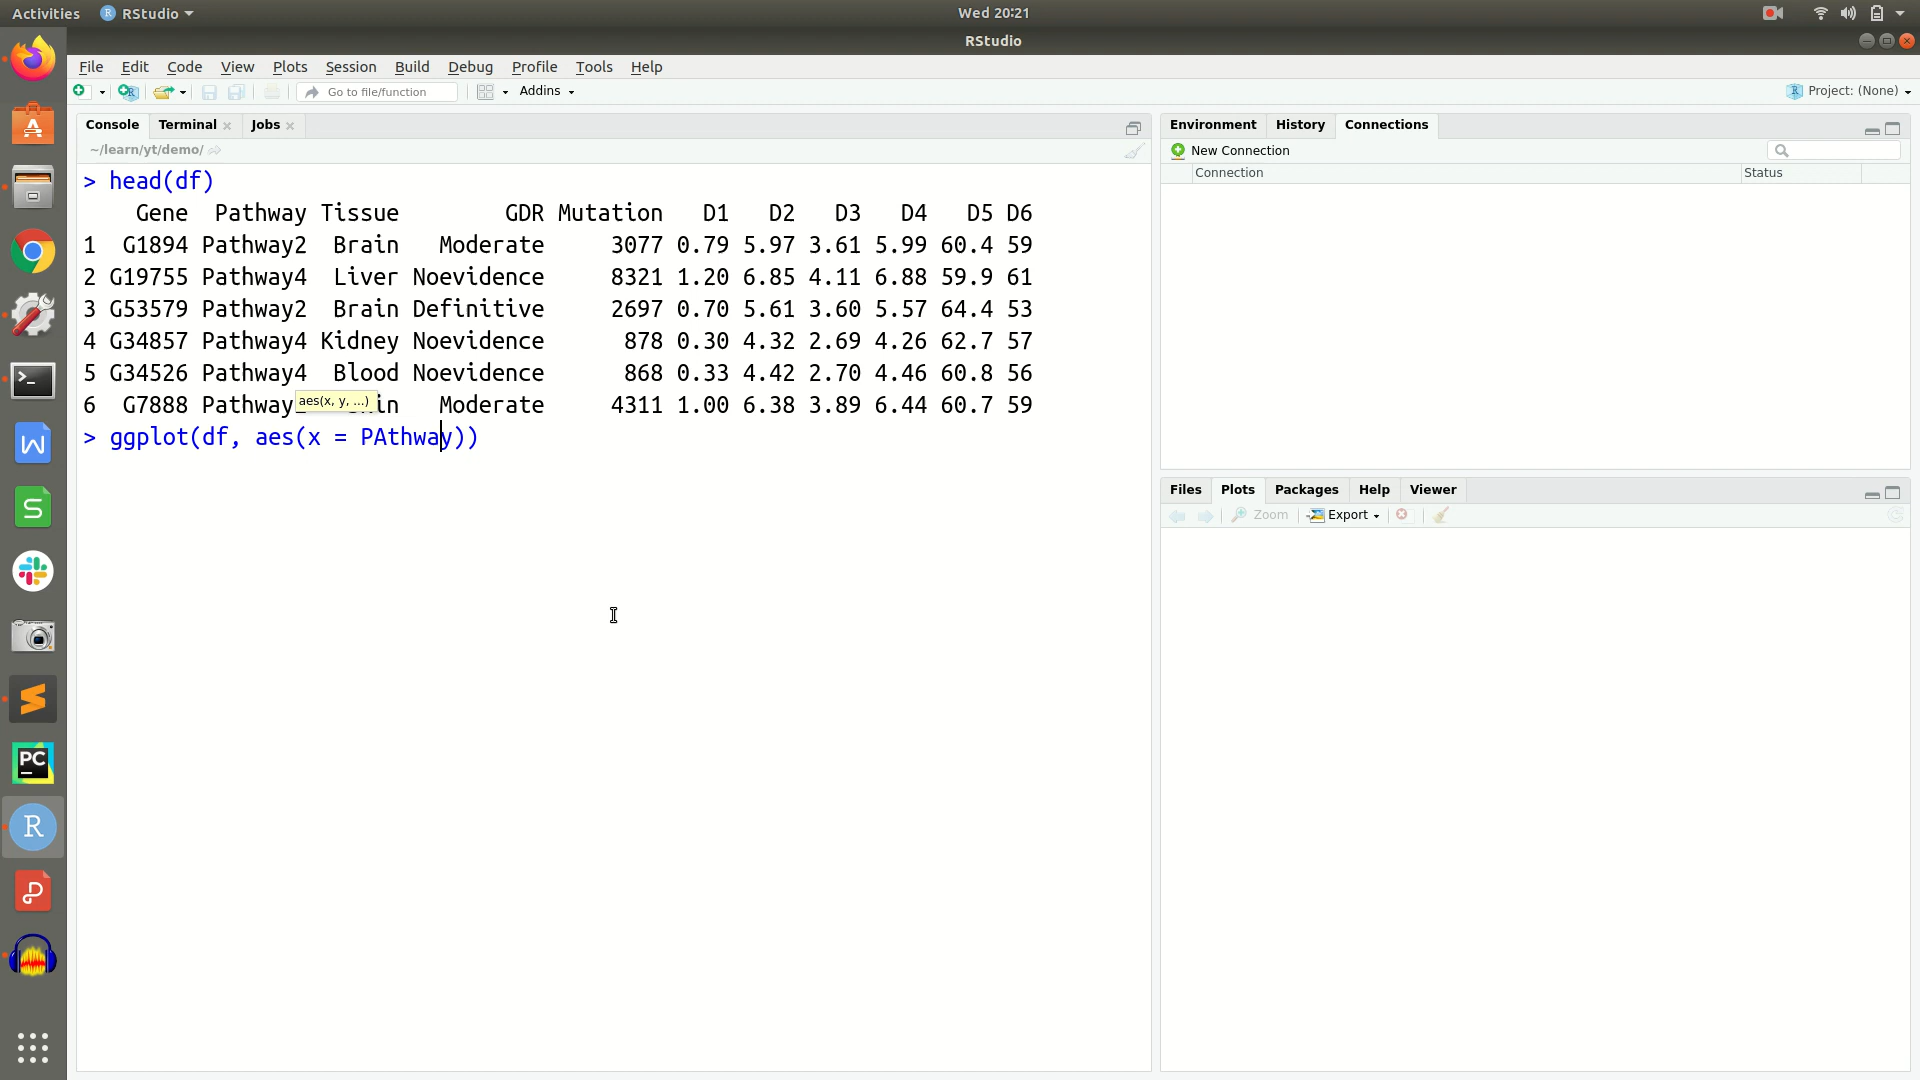 Activities RStudio Wed 20:21
RStudio
File Edit Code View Plots Session Build Debug Profile Tools Help
Go to file/function Addins Project: (None)
Console Terminal Jobs
~/learn/yt/demo/
> head(df)
Gene Pathway Tissue GDR Mutation D1 D2 D3 D4 D5 D6
1 G1894 Pathway2 Brain Moderate 3077 0.79 5.97 3.61 5.99 60.4 59
2 G19755 Pathway4 Liver Noevidence 8321 1.20 6.85 4.11 6.88 59.9 61
3 G53579 Pathway2 Brain Definitive 2697 0.70 5.61 3.60 5.57 64.4 53
4 G34857 Pathway4 Kidney Noevidence 878 0.30 4.32 2.69 4.26 62.7 57
5 G34526 Pathway4 Blood Noevidence 868 0.33 4.42 2.70 4.46 60.8 56
aes(x, y, ...)
6 G7888 Moderate 4311 1.00 6.38 3.89 6.44 60.7 59
> ggplot(df, aes(x = PAthway))
Environment History Connections
New Connection
Connection Status
Files Plots Packages Help Viewer
Zoom Export
W
S
PC
R